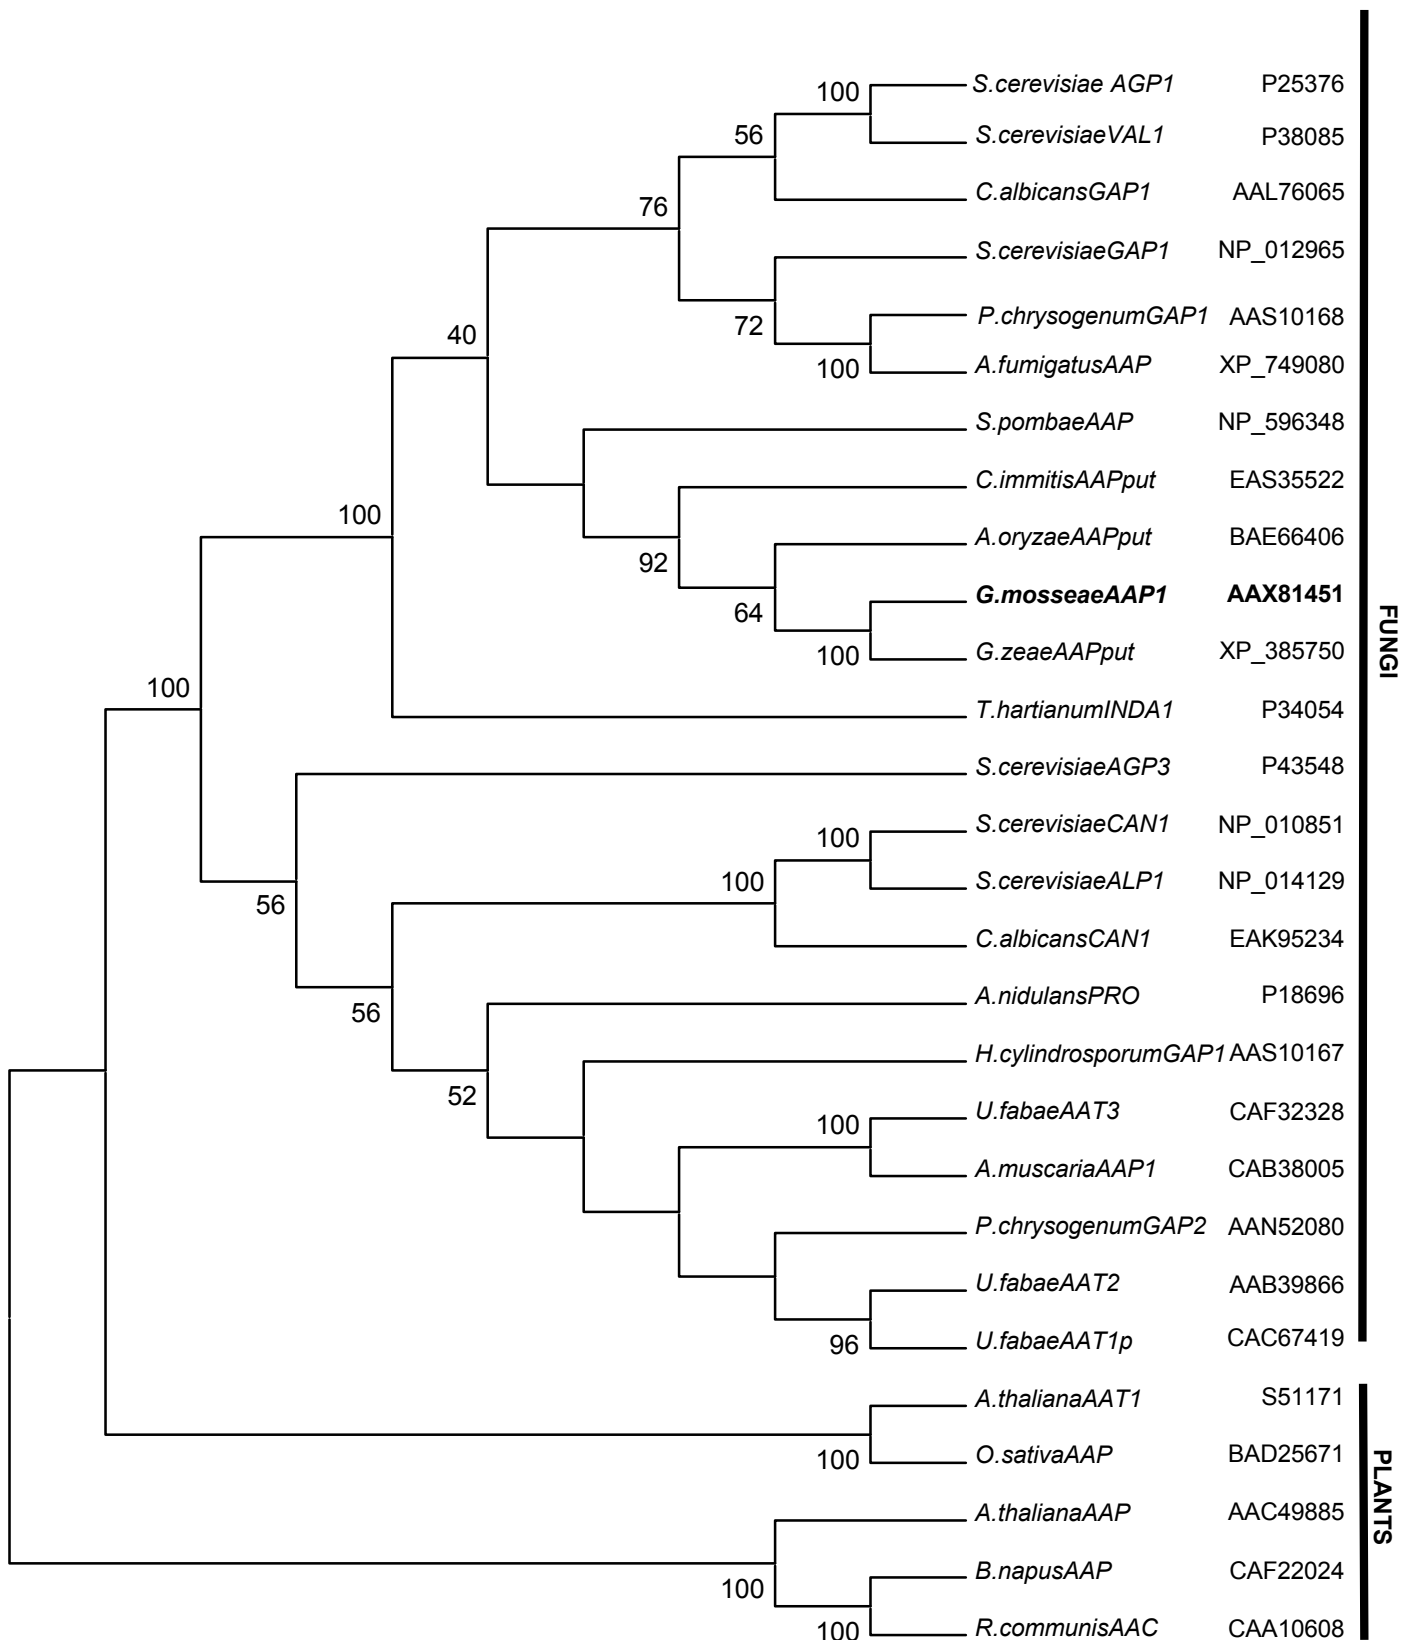 100
S.cerevisiae AGP1 P25376
56
S.cerevisiaeVAL1 P38085
C.albicansGAP1 AAL76065
76
S.cerevisiaeGAP1 NP_012965
P.chrysogenumGAP1 AAS10168
72
40
100
A.fumigatusAAP XP_749080
S.pombaeAAP NP_596348
C.immitisAAPput EAS35522
100
A.oryzaeAAPput BAE66406
92
G.mosseaeAAP1 AAX81451
64
FUNGI
100
G.zeaeAAPput XP_385750
100
T.hartianumINDA1 P34054
S.cerevisiaeAGP3 P43548
100
S.cerevisiaeCAN1 NP_010851
100
S.cerevisiaeALP1 NP_014129
56
C.albicansCAN1 EAK95234
A.nidulansPRO P18696
56
H.cylindrosporumGAP1 AAS10167
52
100
U.fabaeAAT3 CAF32328
A.muscariaAAP1 CAB38005
P.chrysogenumGAP2 AAN52080
U.fabaeAAT2 AAB39866
96
U.fabaeAAT1p CAC67419
A.thalianaAAT1 S51171
100
O.sativaAAP BAD25671
PLANTS
A.thalianaAAP AAC49885
100
B.napusAAP CAF22024
100
R.communisAAC CAA10608